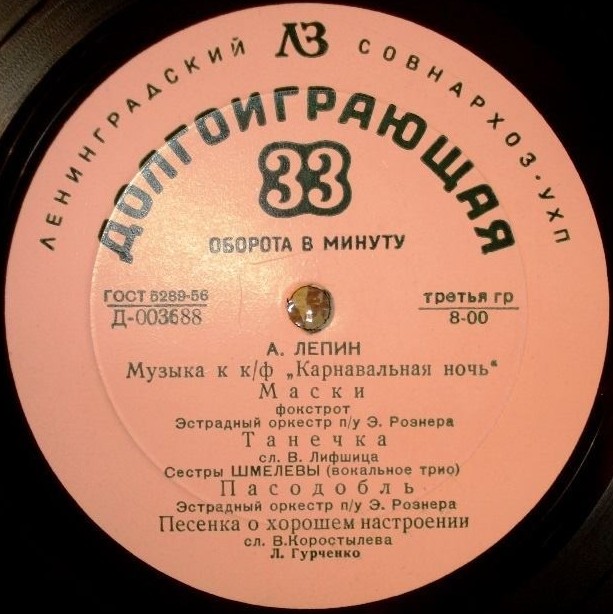 ЛЕНИНГРАДСКИЙ ЛЗ СОВНАРХОЗ-УХП
ДОЛГОИГРАЮЩАЯ
33
ОБОРОТА В МИНУТУ
ГОСТ 5289-56
Д-003688
третья гр
8-00
А. ЛЕПИН
Музыка к к/ф „Карнавальная ночь“
Маски
фокстрот
Эстрадный оркестр п/у Э. Рознера
Танечка
сл. В. Лифшица
Сестры ШМЕЛЕВЫ (вокальное трио)
Пасодобль
Эстрадный оркестр п/у Э. Рознера
Песенка о хорошем настроении
сл. В.Коростылева
Л. Гурченко